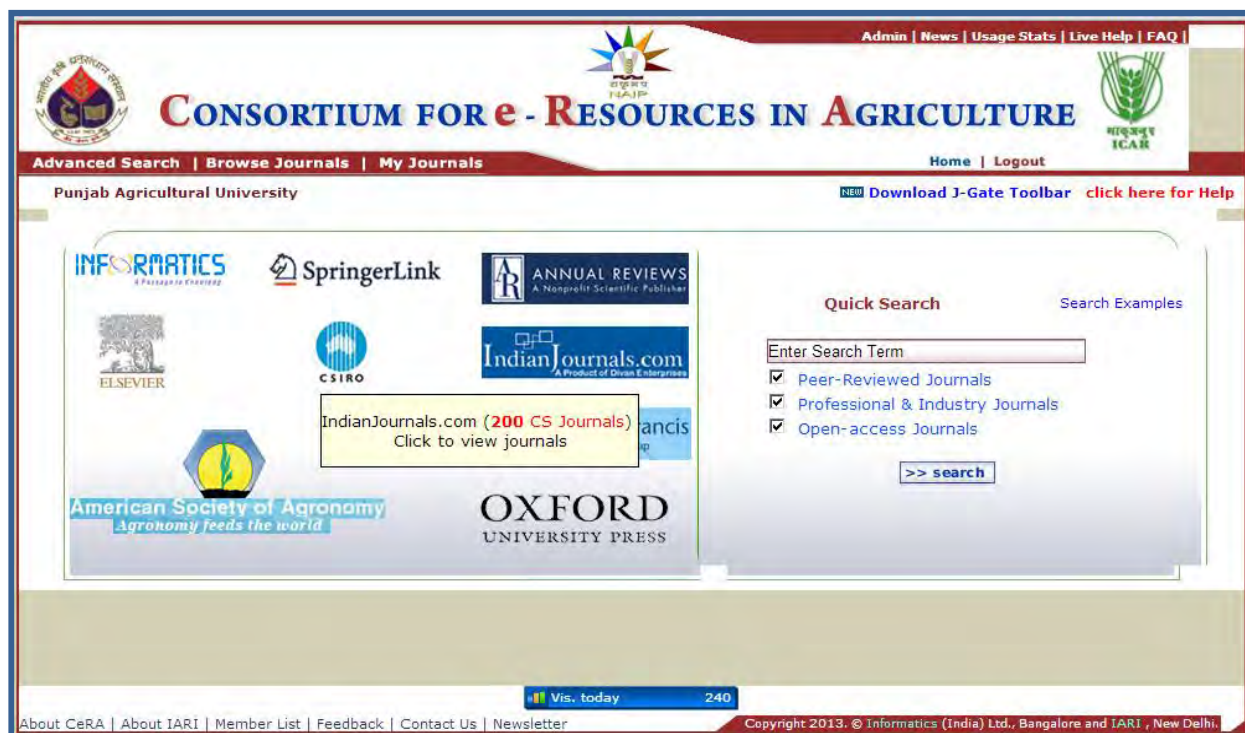 Admin | News | Usage Stats | Live Help | FAQ |
NAIP
CONSORTIUM FOR e - RESOURCES IN AGRICULTURE
ICAR
Advanced Search | Browse Journals | My Journals
Home | Logout
Punjab Agricultural University
NEW Download J-Gate Toolbar click here for Help
INFORMATICS
A Passage to Knowledge
SpringerLink
AR
ANNUAL REVIEWS
A Nonprofit Scientific Publisher
ELSEVIER
CSIRO
IndianJournals.com
A Product of Divan Enterprises
IndianJournals.com (200 CS Journals)
Click to view journals
rancis
American Society of Agronomy
Agronomy feeds the world
OXFORD
UNIVERSITY PRESS
Quick Search
Search Examples
Enter Search Term
Peer-Reviewed Journals
Professional & Industry Journals
Open-access Journals
>> search
Vis. today 240
About CeRA | About IARI | Member List | Feedback | Contact Us | Newsletter
Copyright 2013. © Informatics (India) Ltd., Bangalore and IARI , New Delhi.